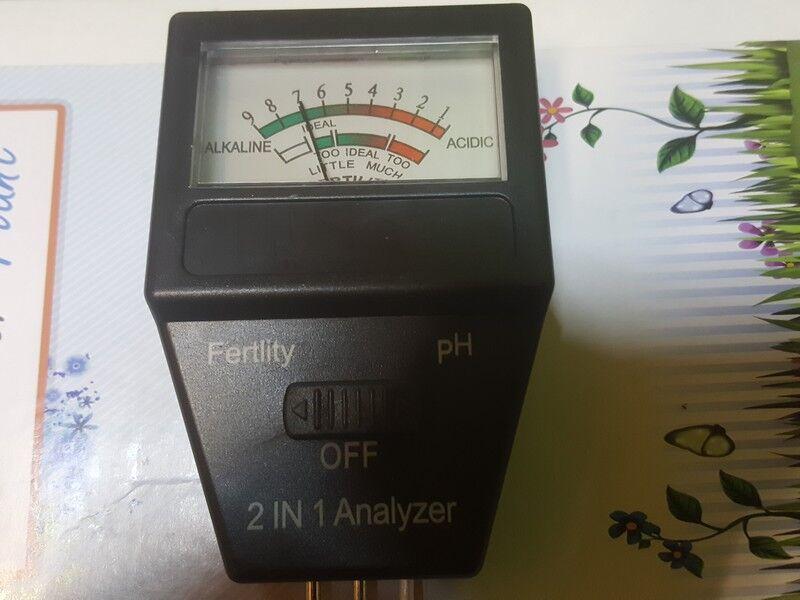 9 8 7 6 5 4 3 2 1
IDEAL
ALKALINE ACIDIC
TOO IDEAL TOO
LITTLE MUCH
Fertlity pH
OFF
2 IN 1 Analyzer